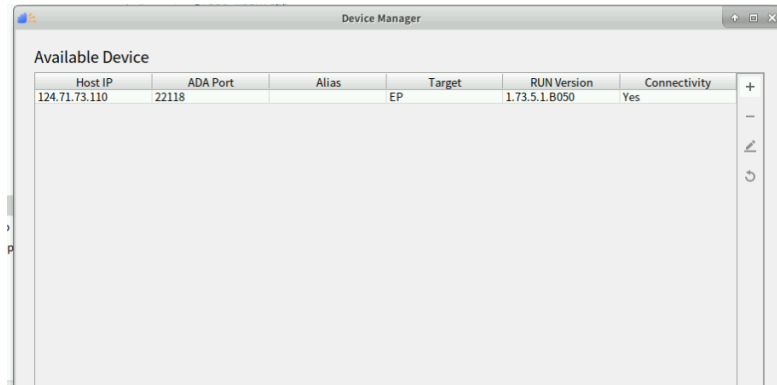 Device Manager
Available Device
Host IP ADA Port Alias Target RUN Version Connectivity
124.71.73.110 22118 EP 1.73.5.1.B050 Yes